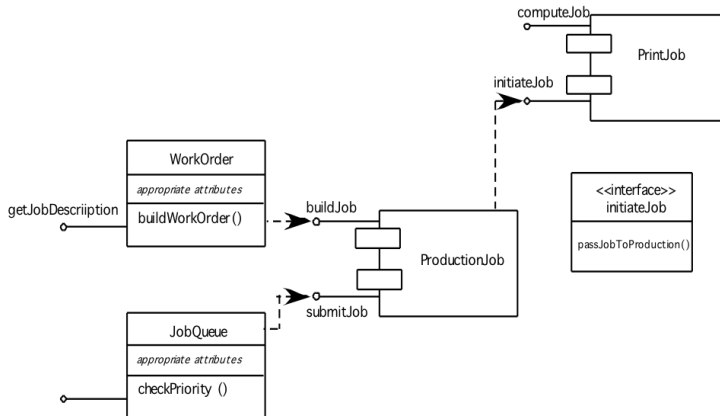 computeJob
PrintJob
initiateJob
WorkOrder
appropriate attributes
getJobDescriiption
buildWorkOrder()
buildJob
ProductionJob
<<interface>>
initiateJob
passJobToProduction()
submitJob
JobQueue
appropriate attributes
checkPriority ()